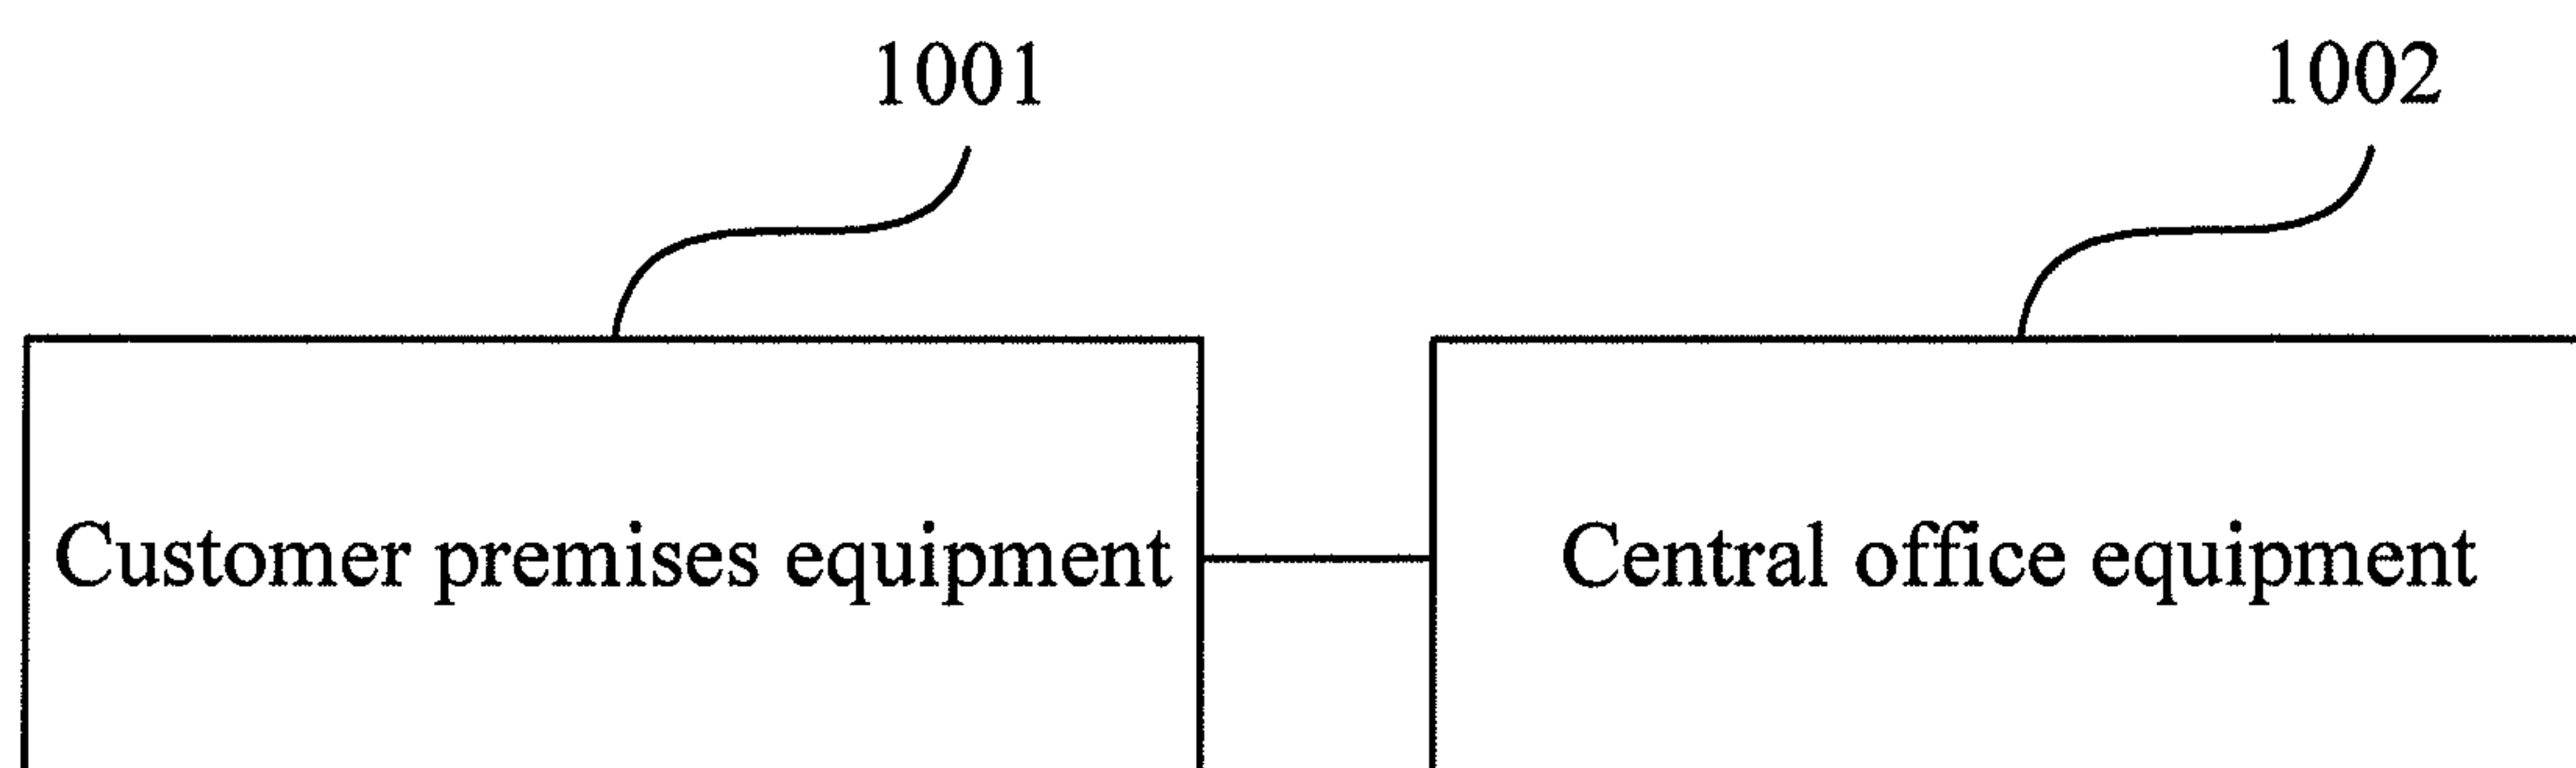 1001
1002
Customer premises equipment
Central office equipment